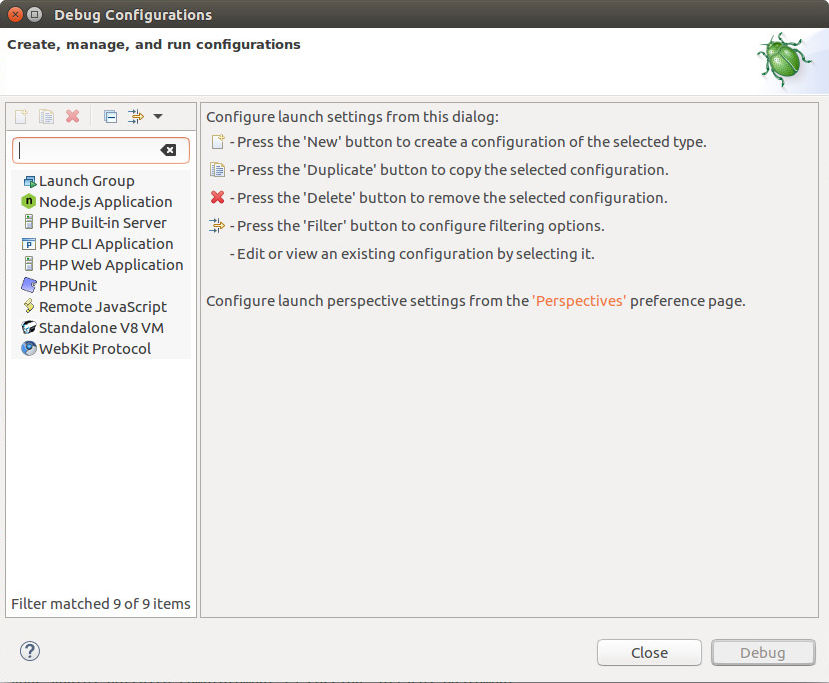 Debug Configurations
Create, manage, and run configurations
Launch Group
Node.js Application
PHP Built-in Server
PHP CLI Application
PHP Web Application
PHPUnit
Remote JavaScript
Standalone V8 VM
WebKit Protocol
Filter matched 9 of 9 items
Configure launch settings from this dialog:
- Press the 'New' button to create a configuration of the selected type.
- Press the 'Duplicate' button to copy the selected configuration.
- Press the 'Delete' button to remove the selected configuration.
- Press the 'Filter' button to configure filtering options.
- Edit or view an existing configuration by selecting it.
Configure launch perspective settings from the 'Perspectives' preference page.
?
Close
Debug